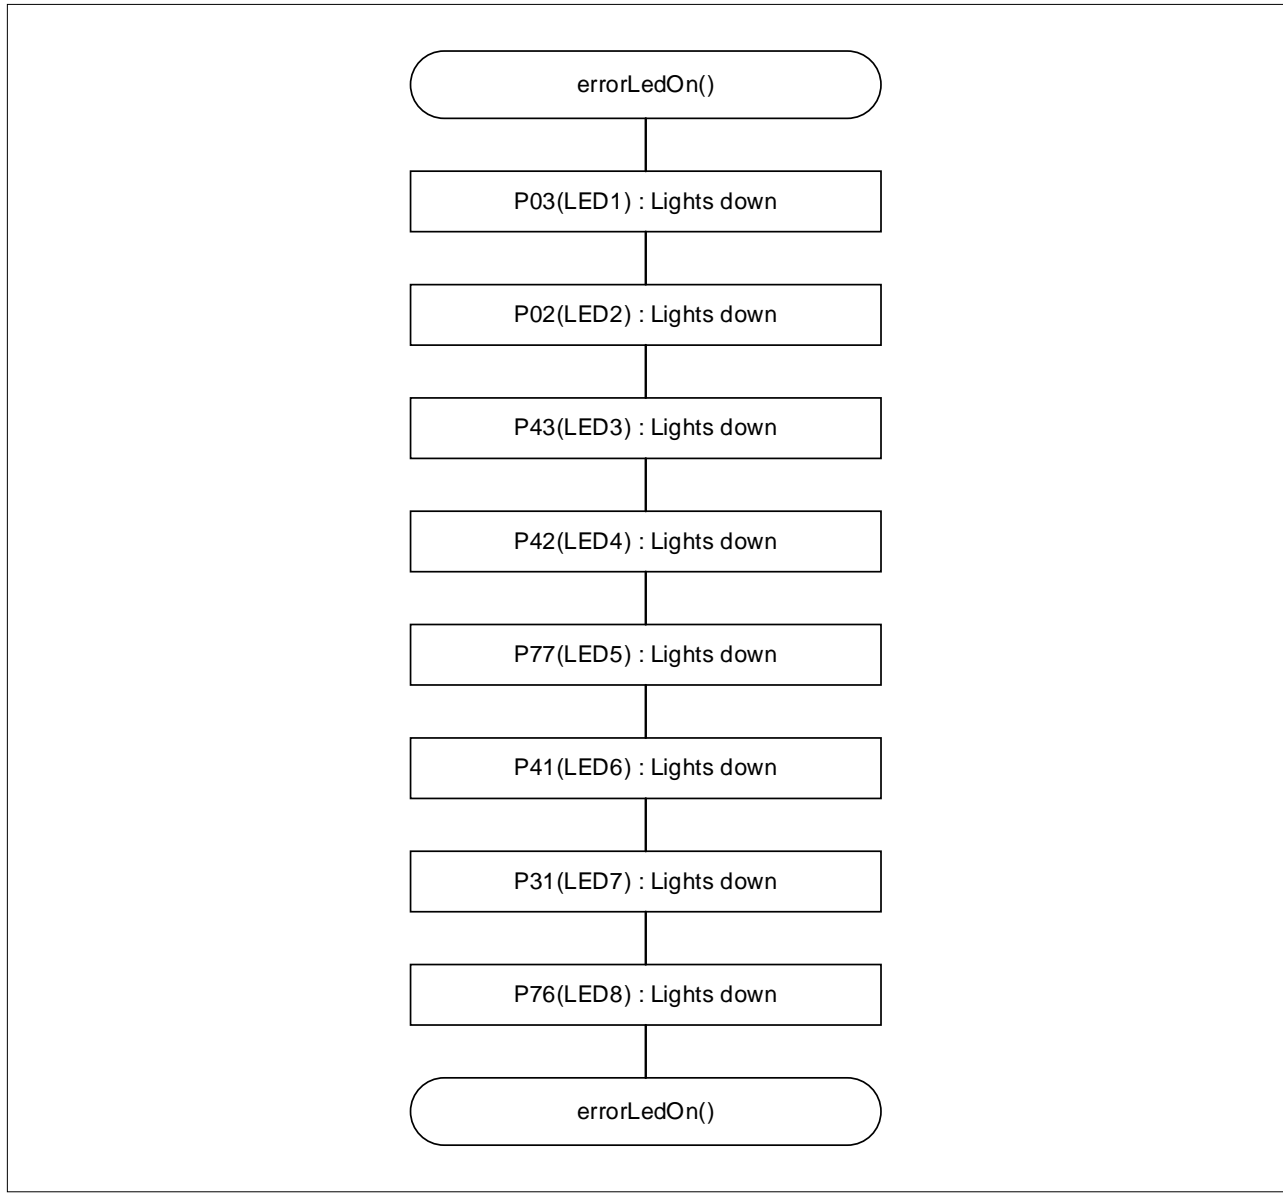 errorLedOn()
P03(LED1) : Lights down
P02(LED2) : Lights down
P43(LED3) : Lights down
P42(LED4) : Lights down
P77(LED5) : Lights down
P41(LED6) : Lights down
P31(LED7) : Lights down
P76(LED8) : Lights down
errorLedOn()